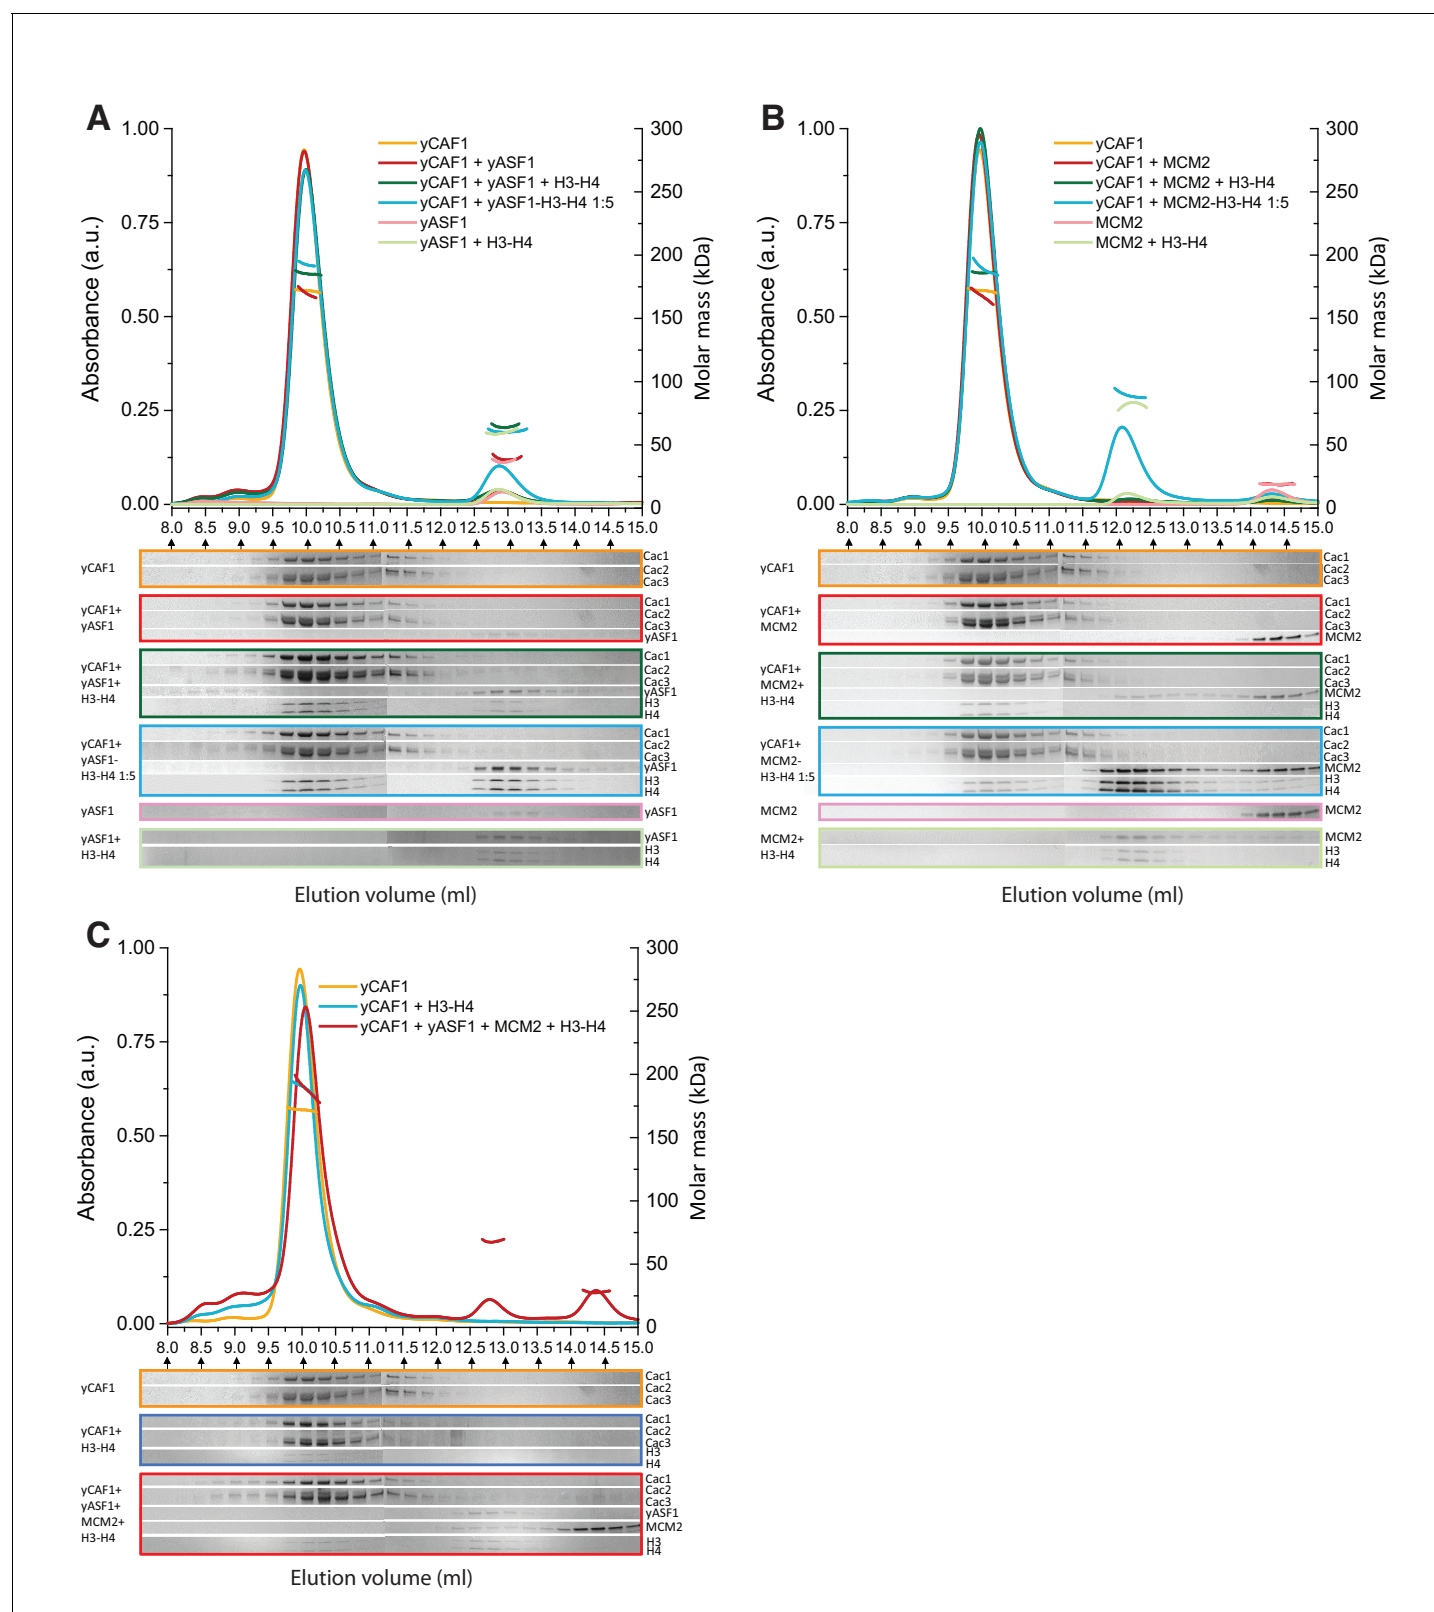 A
1.00
0.75
0.50
0.25
0.00
Absorbance (a.u.)
300
250
200
150
100
50
0
Molar mass (kDa)
yCAF1
yCAF1 + yASF1
yCAF1 + yASF1 + H3-H4
yCAF1 + yASF1-H3-H4 1:5
yASF1
yASF1 + H3-H4
8.0 8.5 9.0 9.5 10.0 10.5 11.0 11.5 12.0 12.5 13.0 13.5 14.0 14.5 15.0
yCAF1
Cac1
Cac2
Cac3
yCAF1+
yASF1
Cac1
Cac2
Cac3
yASF1
yCAF1+
yASF1+
H3-H4
Cac1
Cac2
Cac3
yASF1
H3
H4
yCAF1+
yASF1-
H3-H4 1:5
Cac1
Cac2
Cac3
yASF1
H3
H4
yASF1
yASF1
yASF1+
H3-H4
yASF1
H3
H4
Elution volume (ml)
B
1.00
0.75
0.50
0.25
0.00
Absorbance (a.u.)
300
250
200
150
100
50
0
Molar mass (kDa)
yCAF1
yCAF1 + MCM2
yCAF1 + MCM2 + H3-H4
yCAF1 + MCM2-H3-H4 1:5
MCM2
MCM2 + H3-H4
8.0 8.5 9.0 9.5 10.0 10.5 11.0 11.5 12.0 12.5 13.0 13.5 14.0 14.5 15.0
yCAF1
Cac1
Cac2
Cac3
yCAF1+
MCM2
Cac1
Cac2
Cac3
MCM2
yCAF1+
MCM2+
H3-H4
Cac1
Cac2
Cac3
MCM2
H3
H4
yCAF1+
MCM2-
H3-H4 1:5
Cac1
Cac2
Cac3
MCM2
H3
H4
MCM2
MCM2
MCM2+
H3-H4
MCM2
H3
H4
Elution volume (ml)
C
1.00
0.75
0.50
0.25
0.00
Absorbance (a.u.)
300
250
200
150
100
50
0
Molar mass (kDa)
yCAF1
yCAF1 + H3-H4
yCAF1 + yASF1 + MCM2 + H3-H4
8.0 8.5 9.0 9.5 10.0 10.5 11.0 11.5 12.0 12.5 13.0 13.5 14.0 14.5 15.0
yCAF1
Cac1
Cac2
Cac3
yCAF1+
H3-H4
Cac1
Cac2
Cac3
H3
H4
yCAF1+
yASF1+
MCM2+
H3-H4
Cac1
Cac2
Cac3
yASF1
MCM2
H3
H4
Elution volume (ml)